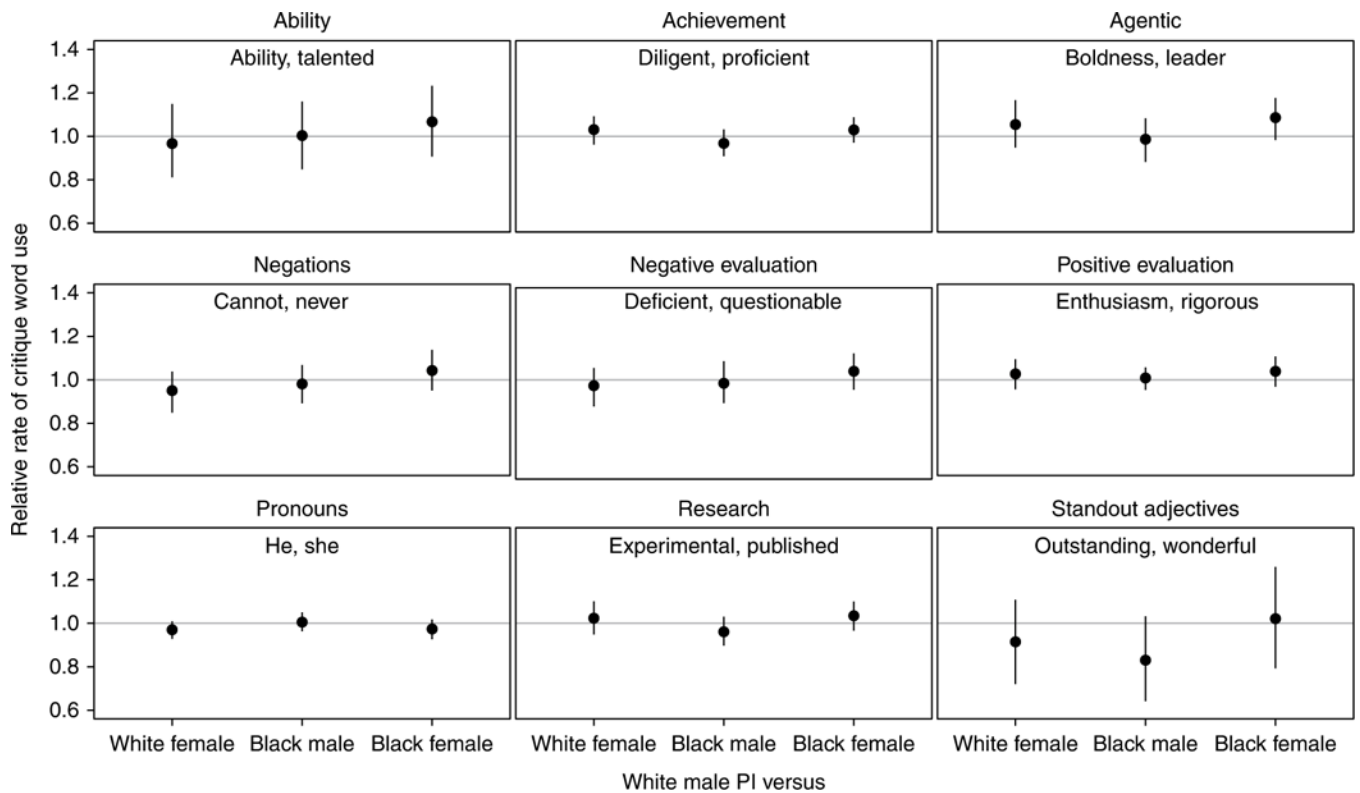 Ability Achievement Agentic
1.4
Ability, talented Diligent, proficient Boldness, leader
1.2
1.0
0.8
0.6
Negations Negative evaluation Positive evaluation
1.4
Cannot, never Deficient, questionable Enthusiasm, rigorous
1.2
1.0
0.8
0.6
Relative rate of critique word use
Pronouns Research Standout adjectives
1.4
He, she Experimental, published Outstanding, wonderful
1.2
1.0
0.8
0.6
White female Black male Black female White female Black male Black female White female Black male Black female
White male PI versus